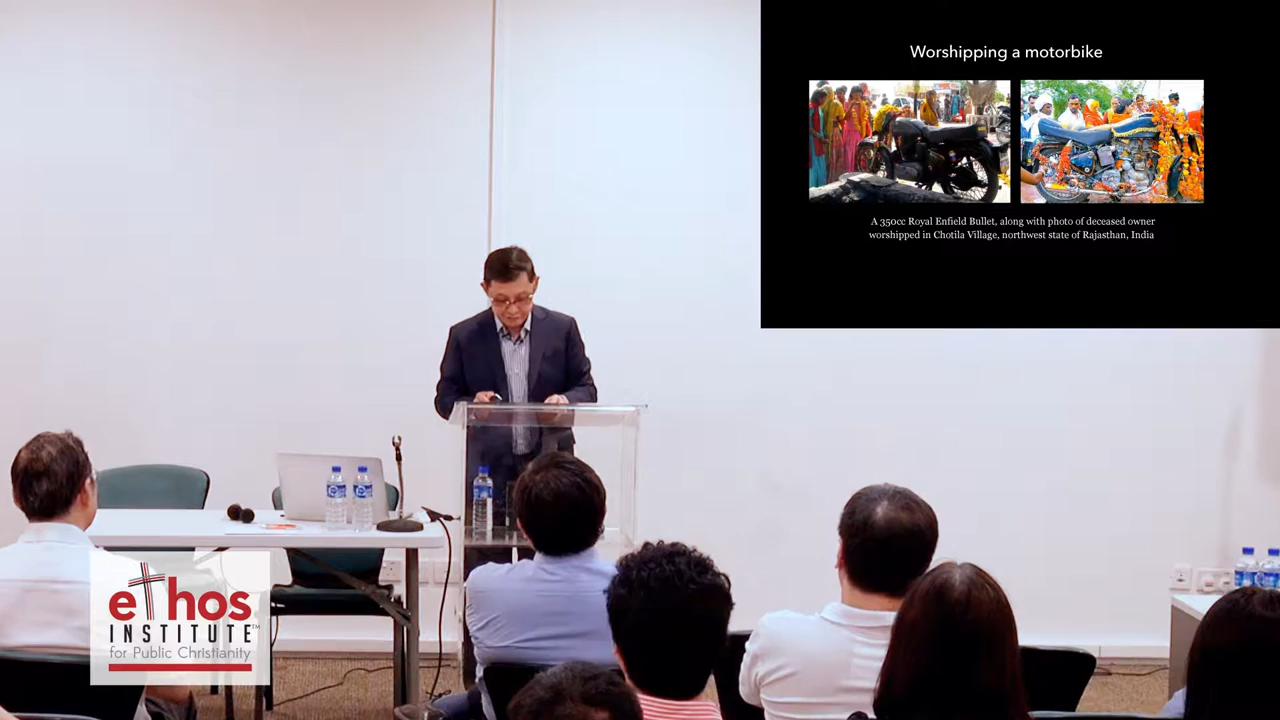 Worshipping a motorbike
A 350cc Royal Enfield Bullet, along with photo of deceased owner
worshipped in Chotila Village, northwest state of Rajasthan, India
ethos
INSTITUTE™
for Public Christianity